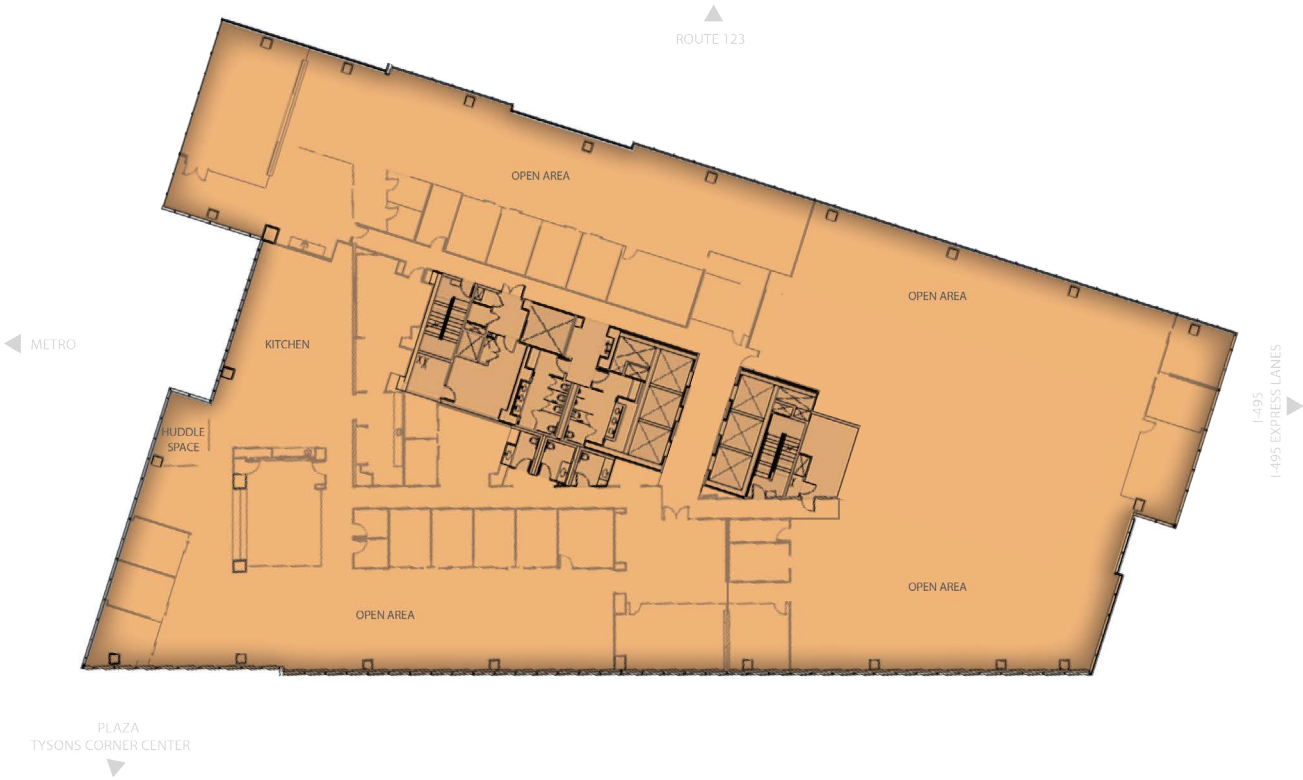 ROUTE 123
OPEN AREA
OPEN AREA
METRO
KITCHEN
I-495
I-495 EXPRESS LANES
HUDDLE
SPACE
OPEN AREA
OPEN AREA
PLAZA
TYSONS CORNER CENTER